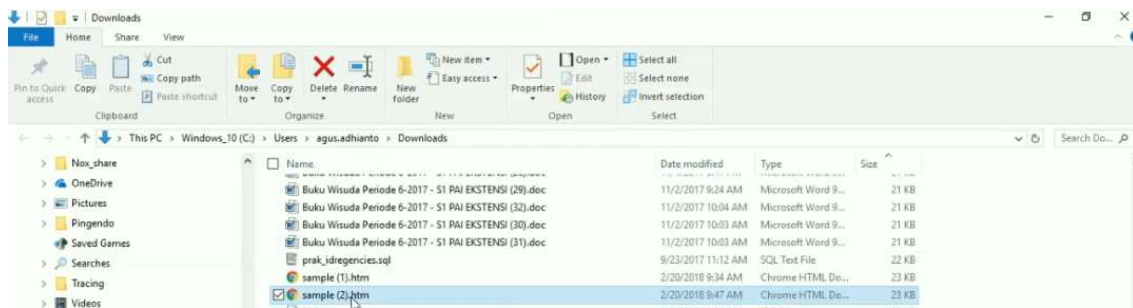 Downloads
File Home Share View
Pin to Quick access
Copy
Paste
Cut
Copy path
Paste shortcut
Clipboard
Move to
Copy to
Delete
Rename
Organize
New folder
New item
Easy access
New
Properties
Open
Edit
History
Open
Select all
Select none
Invert selection
Select
This PC > Windows_10 (C:) > Users > agus.adhianto > Downloads
Search Do...
Nox_share
OneDrive
Pictures
Pingendo
Saved Games
Searches
Tracing
Videos
Name Date modified Type Size
Buku Wisuda Periode 6-2017 - S1 PAI EKSTENSI (29).doc 11/2/2017 9:24 AM Microsoft Word 9... 21 KB
Buku Wisuda Periode 6-2017 - S1 PAI EKSTENSI (32).doc 11/2/2017 10:04 AM Microsoft Word 9... 21 KB
Buku Wisuda Periode 6-2017 - S1 PAI EKSTENSI (30).doc 11/2/2017 10:03 AM Microsoft Word 9... 21 KB
Buku Wisuda Periode 6-2017 - S1 PAI EKSTENSI (31).doc 11/2/2017 10:03 AM Microsoft Word 9... 21 KB
prak_idregencies.sql 9/23/2017 11:12 AM SQL Text File 22 KB
sample (1).htm 2/20/2018 9:34 AM Chrome HTML Do... 23 KB
sample (2).htm 2/20/2018 9:47 AM Chrome HTML Do... 23 KB